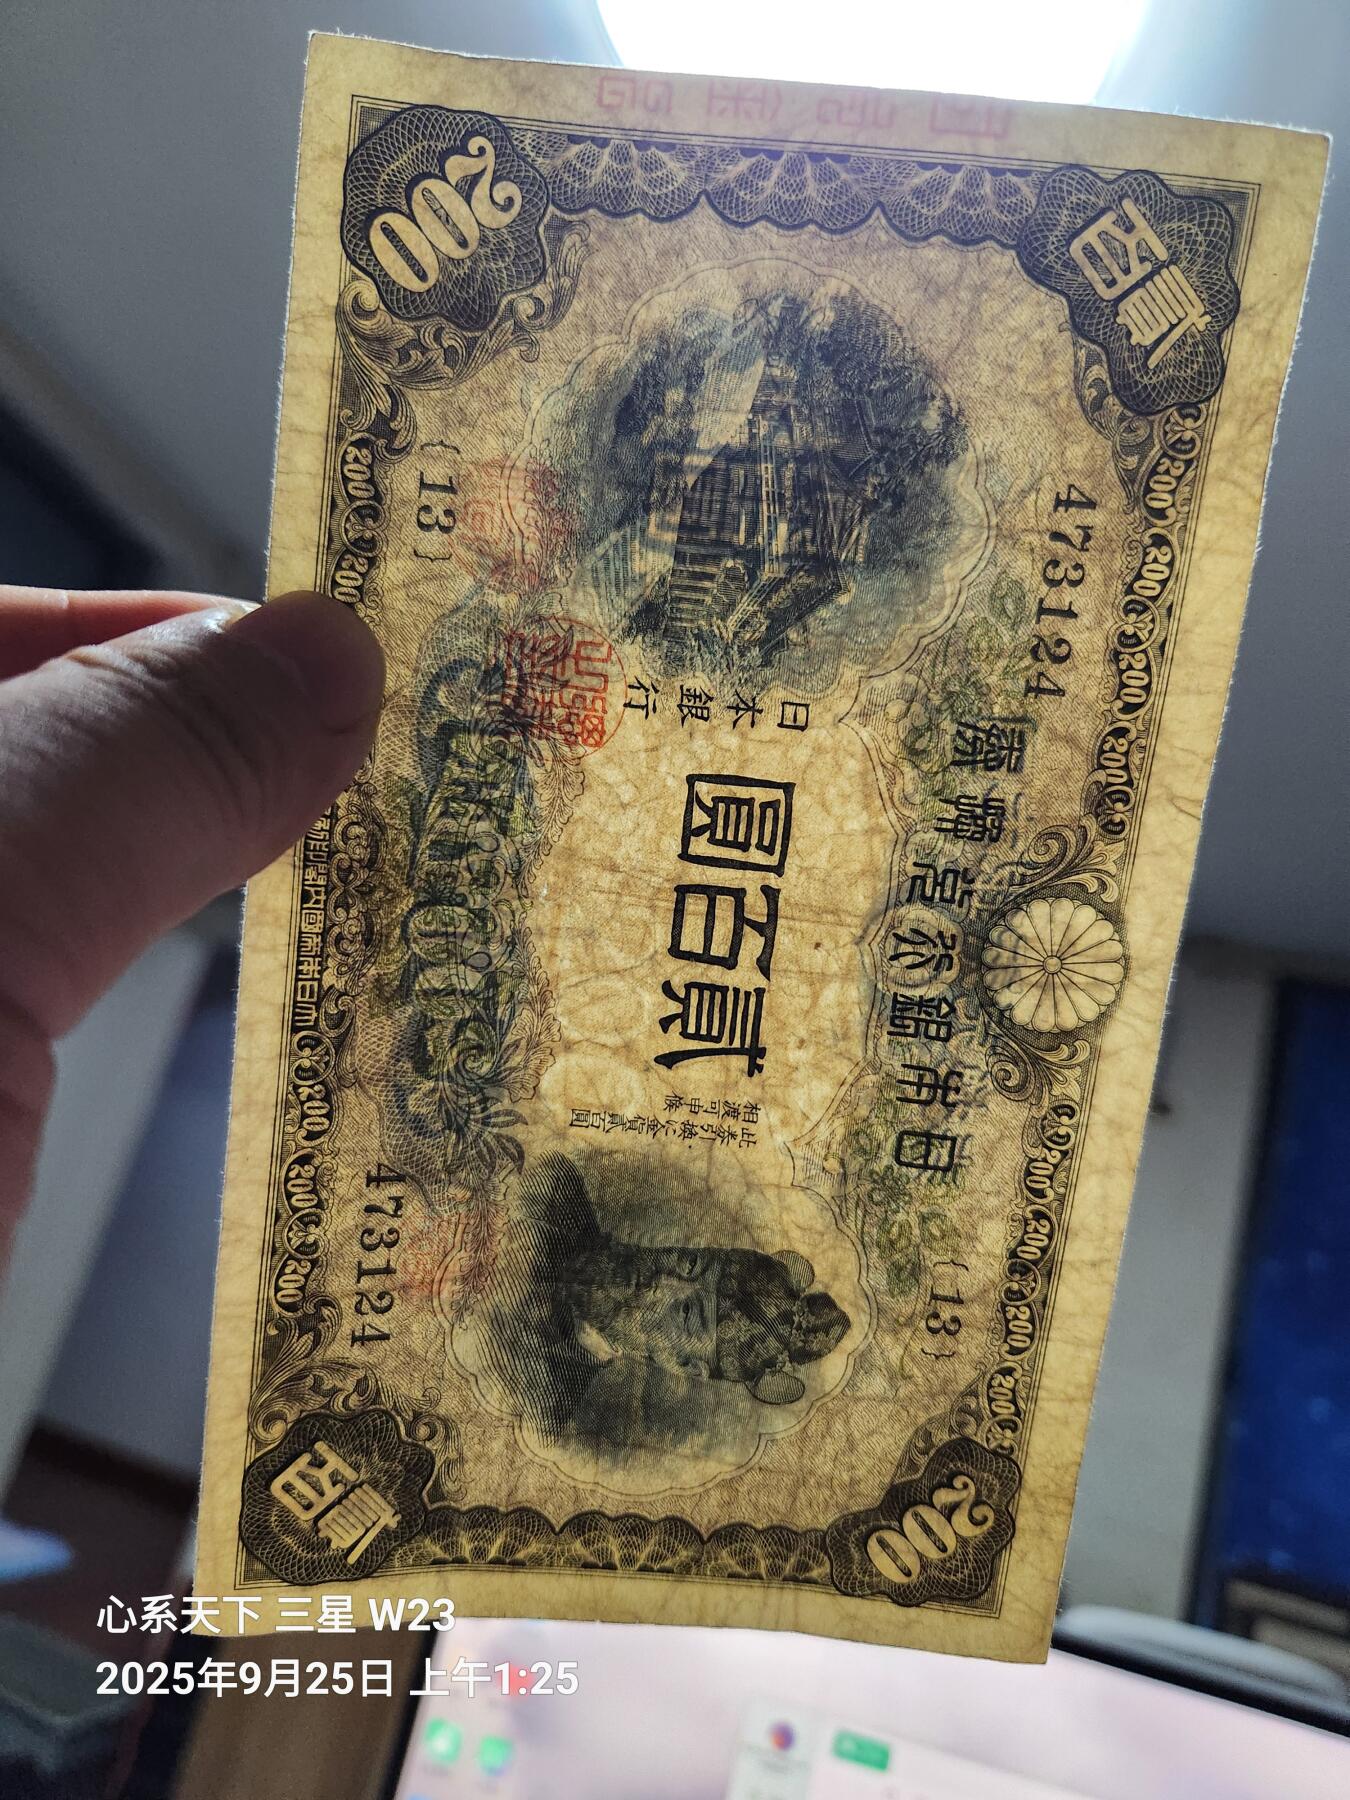 200
貳百
{13}
473124
日本銀行兌換券
日本銀行
貳百圓
此券引換に金貨貳百圓
相渡可申候
473124
{13}
貳百
200
心系天下 三星 W23
2025年9月25日 上午1:25